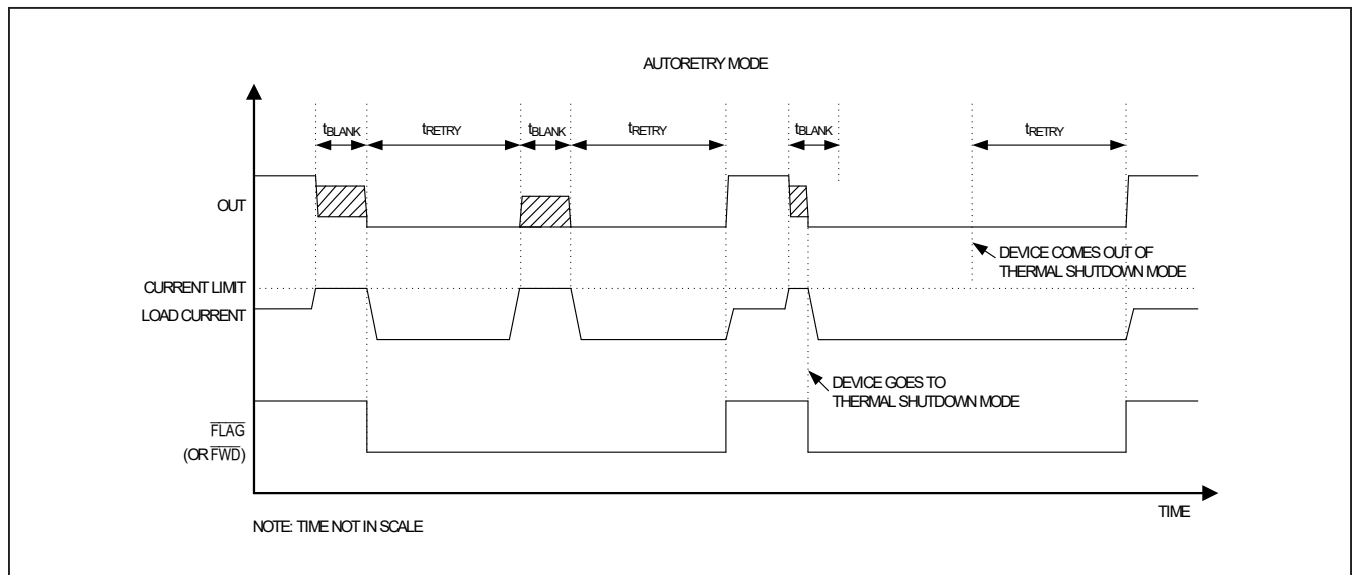 AUTORETRY MODE
tBLANK
tRETRY
tBLANK
tRETRY
tBLANK
tRETRY
OUT
DEVICE COMES OUT OF
THERMAL SHUTDOWN MODE
CURRENT LIMIT
LOAD CURRENT
DEVICE GOES TO
THERMAL SHUTDOWN MODE
FLAG
(OR FWD)
TIME
NOTE: TIME NOT IN SCALE